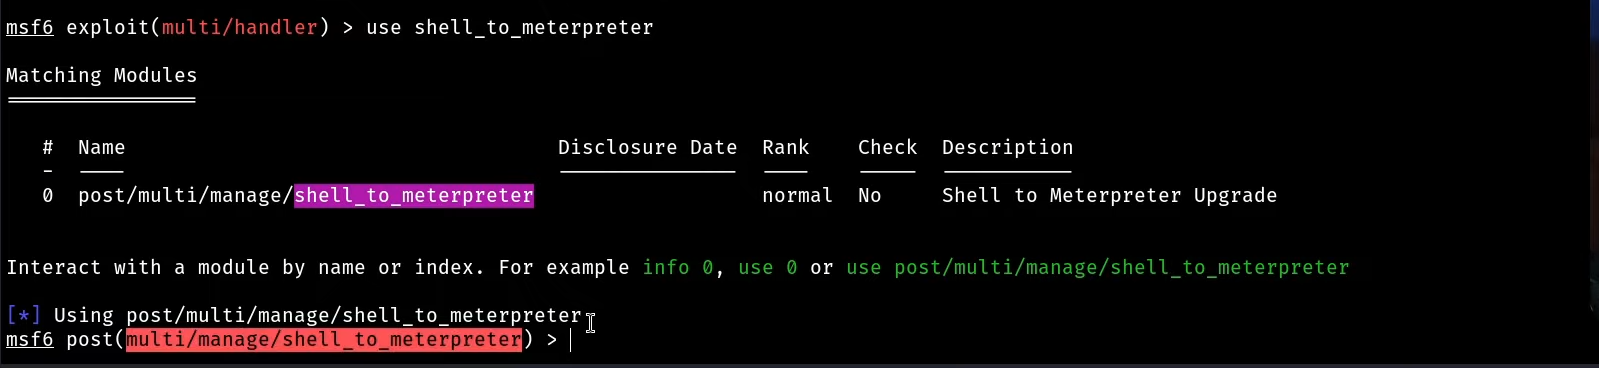 msf6 exploit(multi/handler) > use shell_to_meterpreter
Matching Modules
================
# Name Disclosure Date Rank Check Description
- ---- --------------- ---- ----- -----------
0 post/multi/manage/shell_to_meterpreter normal No Shell to Meterpreter Upgrade
Interact with a module by name or index. For example info 0, use 0 or use post/multi/manage/shell_to_meterpreter
[*] Using post/multi/manage/shell_to_meterpreter
msf6 post(multi/manage/shell_to_meterpreter) >